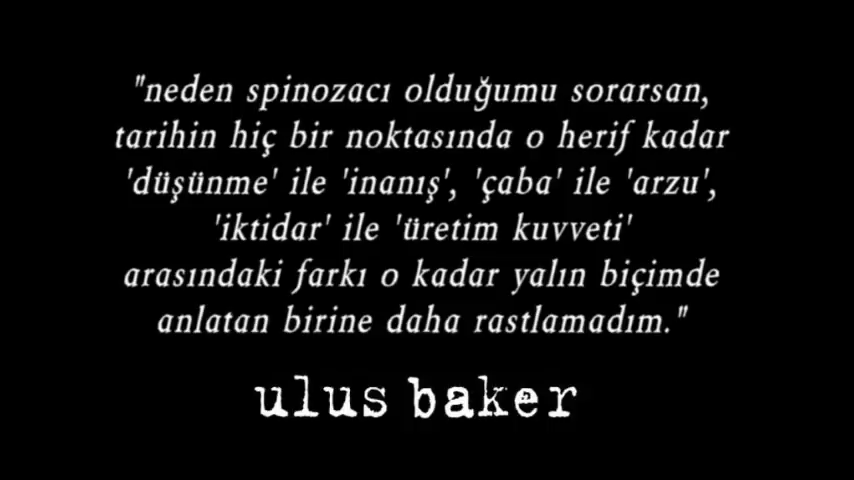 "neden spinozacı olduğumu sorarsan,
tarihin hiç bir noktasında o herif kadar
'düşünme' ile 'inanış', 'çaba' ile 'arzu',
'iktidar' ile 'üretim kuvveti'
arasındaki farkı o kadar yalın biçimde
anlatan birine daha rastlamadım."
ulus baker